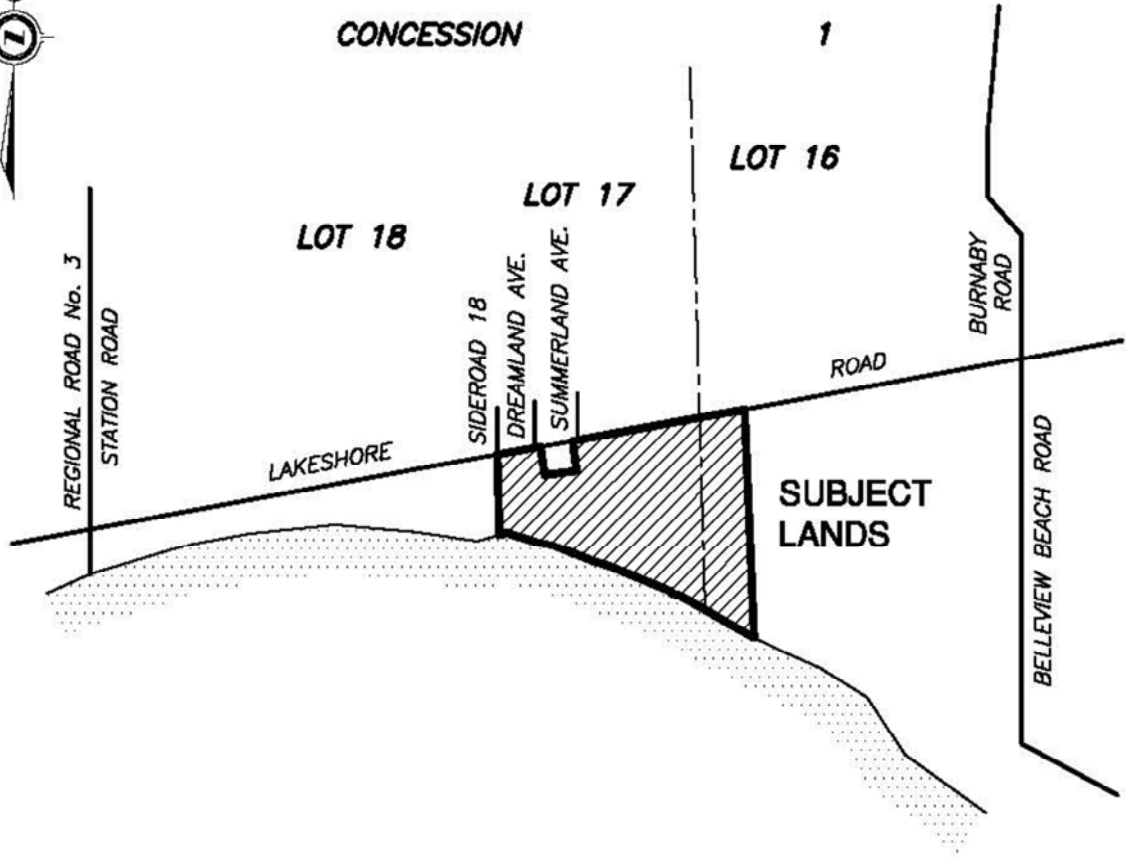 CONCESSION 1
N
LOT 16
LOT 17
LOT 18
REGIONAL ROAD No. 3
STATION ROAD
SIDEROAD 18
DREAMLAND AVE.
SUMMERLAND AVE.
BURNABY
ROAD
LAKESHORE ROAD
SUBJECT
LANDS
BELLEVIEW BEACH ROAD